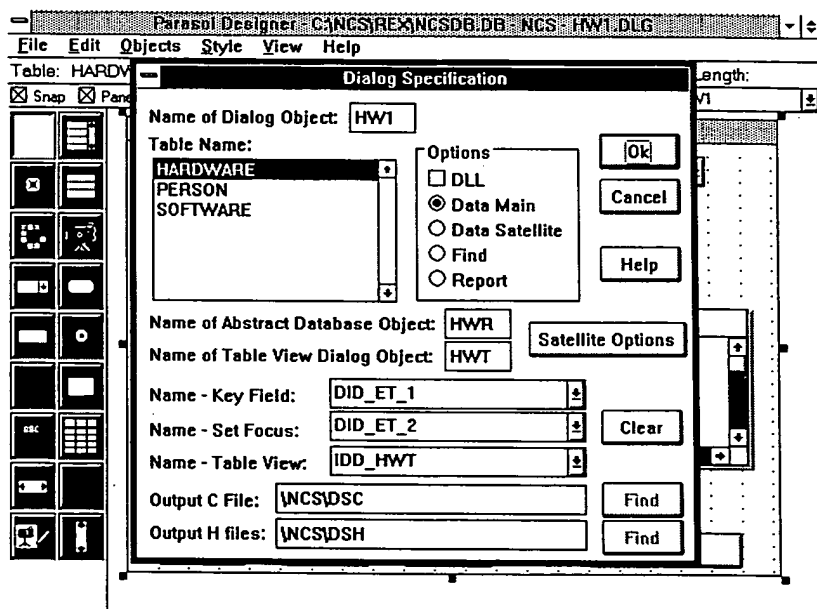 Parasol Designer - C:\NCS\REX\NCSDB.DB - NCS - HW1.DLG
File Edit Objects Style View Help
Table: HARDW
Length:
Snap Pane
Dialog Specification
Name of Dialog Object: HW1
Table Name:
HARDWARE
PERSON
SOFTWARE
Options
DLL
Data Main
Data Satellite
Find
Report
Ok
Cancel
Help
Name of Abstract Database Object: HWR
Name of Table View Dialog Object: HWT
Satellite Options
Name - Key Field: DID_ET_1
Name - Set Focus: DID_ET_2
Clear
Name - Table View: IDD_HWT
Output C File: \NCS\DSC
Find
Output H files: \NCS\DSH
Find